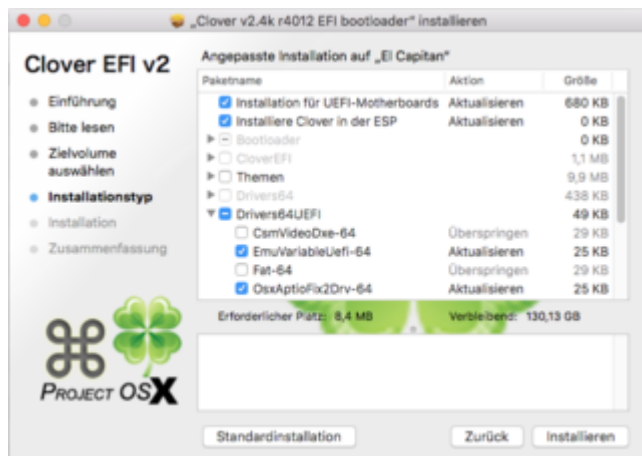 „Clover v2.4k r4012 EFI bootloader“ installieren
Clover EFI v2
Einführung
Bitte lesen
Zielvolume
auswählen
Installationstyp
Installation
Zusammenfassung
PROJECT OSX
Angepasste Installation auf „El Capitan“
Paketname Aktion Größe
Installation für UEFI-Motherboards Aktualisieren 680 KB
Installiere Clover in der ESP Aktualisieren 0 KB
Bootloader 0 KB
CloverEFI 1,1 MB
Themen 9,9 MB
Drivers64 438 KB
Drivers64UEFI 49 KB
CsmVideoDxe-64 Überspringen 29 KB
EmuVariableUefi-64 Aktualisieren 25 KB
Fat-64 Überspringen 29 KB
OsxAptioFix2Drv-64 Aktualisieren 25 KB
Erforderlicher Platz: 8,4 MB Verbleibend: 130,13 GB
Standardinstallation Zurück Installieren